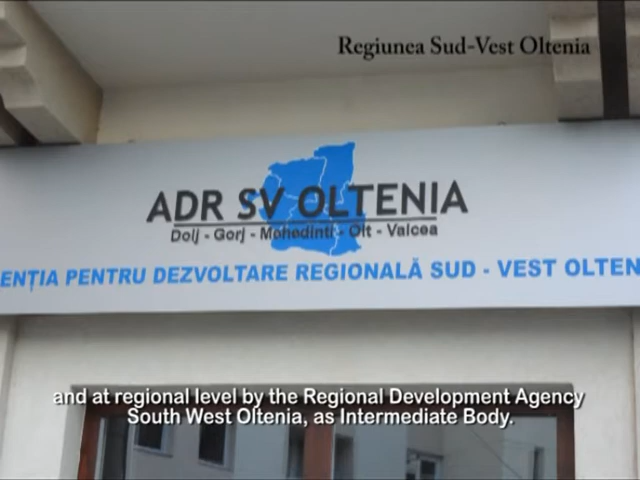 Regiunea Sud-Vest Oltenia
ADR SV OLTENIA
Dolj - Gorj - Mehedinti - Olt - Valcea
ENȚIA PENTRU DEZVOLTARE REGIONALĂ SUD - VEST OLTEN
and at regional level by the Regional Development Agency
South West Oltenia, as Intermediate Body.